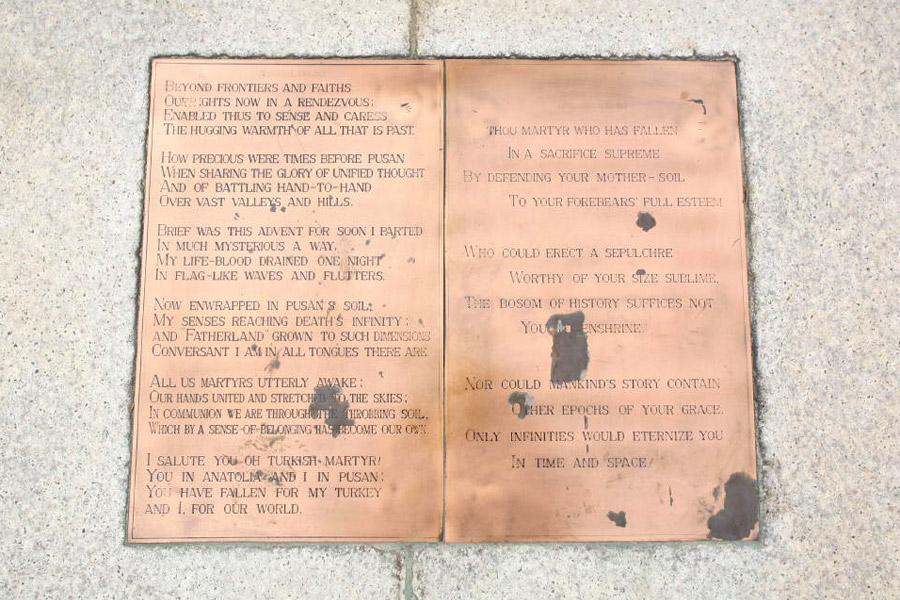 BEYOND FRONTIERS AND FAITHS
OUR RIGHTS NOW IN A RENDEZVOUS;
ENABLED THUS TO SENSE AND CARESS
THE HUGGING WARMTH OF ALL THAT IS PAST.
HOW PRECIOUS WERE TIMES BEFORE PUSAN
WHEN SHARING THE GLORY OF UNIFIED THOUGHT
AND OF BATTLING HAND-TO-HAND
OVER VAST VALLEYS AND HILLS.
BRIEF WAS THIS ADVENT FOR SOON I PARTED
IN MUCH MYSTERIOUS A WAY,
MY LIFE-BLOOD DRAINED ONE NIGHT
IN FLAG-LIKE WAVES AND FLUTTERS.
NOW ENWRAPPED IN PUSAN'S SOIL;
MY SENSES REACHING DEATH'S INFINITY;
AND "FATHERLAND" GROWN TO SUCH DIMENSIONS
CONVERSANT I AM IN ALL TONGUES THERE ARE.
ALL US MARTYRS UTTERLY AWAKE;
OUR HANDS UNITED AND STRETCHED TO THE SKIES;
IN COMMUNION WE ARE THROUGH THE THROBBING SOIL,
WHICH BY A SENSE-OF-BELONGING HAS BECOME OUR OWN.
I SALUTE YOU OH TURKISH MARTYR!
YOU IN ANATOLIA AND I IN PUSAN;
YOU HAVE FALLEN FOR MY TURKEY
AND I, FOR OUR WORLD.
THOU MARTYR WHO HAS FALLEN
IN A SACRIFICE SUPREME
BY DEFENDING YOUR MOTHER-SOIL
TO YOUR FOREBEARS' FULL ESTEEM
WHO COULD ERECT A SEPULCHRE
WORTHY OF YOUR SIZE SUBLIME,
THE BOSOM OF HISTORY SUFFICES NOT
YOU ENSHRINE.
NOR COULD MANKIND'S STORY CONTAIN
OTHER EPOCHS OF YOUR GRACE.
ONLY INFINITIES WOULD ETERNIZE YOU
IN TIME AND SPACE!